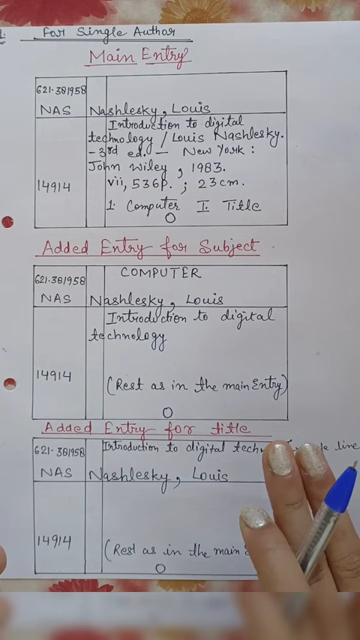 For Single Author
Main Entry
621.381958
NAS Nashlesky, Louis
Introduction to digital
technology / Louis Nashlesky.
- 3rd ed. - New York :
John wiley, 1983.
vii, 536p. ; 23cm.
14914
1. Computer I. Title
Added Entry for Subject
621.381958 COMPUTER
NAS Nashlesky, Louis
Introduction to digital
technology
14914 (Rest as in the main Entry)
Added Entry for title
621.381958 Introduction to digital line
NAS Nashlesky, Louis
14914 (Rest as in the main